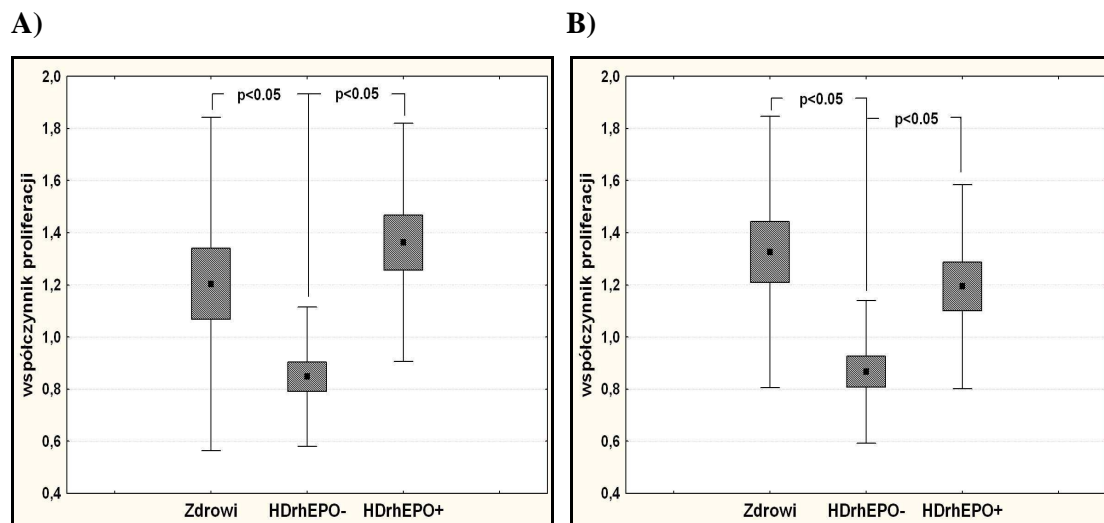 A)
B)
współczynnik proliferacji
2,0
1,8
1,6
1,4
1,2
1,0
0,8
0,6
0,4
p<0.05
p<0.05
Zdrowi
HDrhEPO-
HDrhEPO+
współczynnik proliferacji
2,0
1,8
1,6
1,4
1,2
1,0
0,8
0,6
0,4
p<0.05
p<0.05
Zdrowi
HDrhEPO-
HDrhEPO+